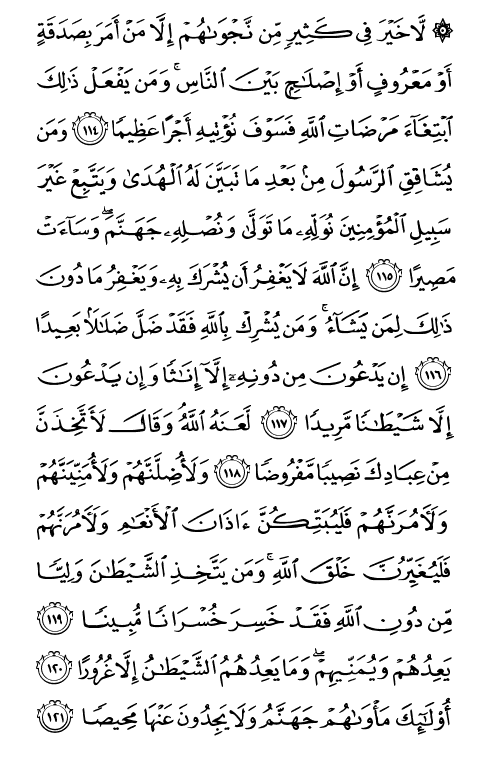 ۞ لَّا خَيْرَ فِي كَثِيرٍ مِّن نَّجْوَىٰهُمْ إِلَّا مَنْ أَمَرَ بِصَدَقَةٍ
أَوْ مَعْرُوفٍ أَوْ إِصْلَٰحٍۭ بَيْنَ ٱلنَّاسِ ۚ وَمَن يَفْعَلْ ذَٰلِكَ
ٱبْتِغَآءَ مَرْضَاتِ ٱللَّهِ فَسَوْفَ نُؤْتِيهِ أَجْرًا عَظِيمًا ١١٤ وَمَن
يُشَاقِقِ ٱلرَّسُولَ مِنۢ بَعْدِ مَا تَبَيَّنَ لَهُ ٱلْهُدَىٰ وَيَتَّبِعْ غَيْرَ
سَبِيلِ ٱلْمُؤْمِنِينَ نُوَلِّهِۦ مَا تَوَلَّىٰ وَنُصْلِهِۦ جَهَنَّمَ ۖ وَسَآءَتْ
مَصِيرًا ١١٥ إِنَّ ٱللَّهَ لَا يَغْفِرُ أَن يُشْرَكَ بِهِۦ وَيَغْفِرُ مَا دُونَ
ذَٰلِكَ لِمَن يَشَآءُ ۚ وَمَن يُشْرِكْ بِٱللَّهِ فَقَدْ ضَلَّ ضَلَٰلًۢا بَعِيدًا
١١٦ إِن يَدْعُونَ مِن دُونِهِۦٓ إِلَّآ إِنَٰثًا وَإِن يَدْعُونَ
إِلَّا شَيْطَٰنًا مَّرِيدًا ١١٧ لَّعَنَهُ ٱللَّهُ ۘ وَقَالَ لَأَتَّخِذَنَّ
مِنْ عِبَادِكَ نَصِيبًا مَّفْرُوضًا ١١٨ وَلَأُضِلَّنَّهُمْ وَلَأُمَنِّيَنَّهُمْ
وَلَءَامُرَنَّهُمْ فَلَيُبَتِّكُنَّ ءَاذَانَ ٱلْأَنْعَٰمِ وَلَءَامُرَنَّهُمْ
فَلَيُغَيِّرُنَّ خَلْقَ ٱللَّهِ ۚ وَمَن يَتَّخِذِ ٱلشَّيْطَٰنَ وَلِيًّا
مِّن دُونِ ٱللَّهِ فَقَدْ خَسِرَ خُسْرَانًا مُّبِينًا ١١٩
يَعِدُهُمْ وَيُمَنِّيهِمْ ۖ وَمَا يَعِدُهُمُ ٱلشَّيْطَٰنُ إِلَّا غُرُورًا ١٢٠
أُو۟لَٰٓئِكَ مَأْوَىٰهُمْ جَهَنَّمُ وَلَا يَجِدُونَ عَنْهَا مَحِيصًا ١٢١